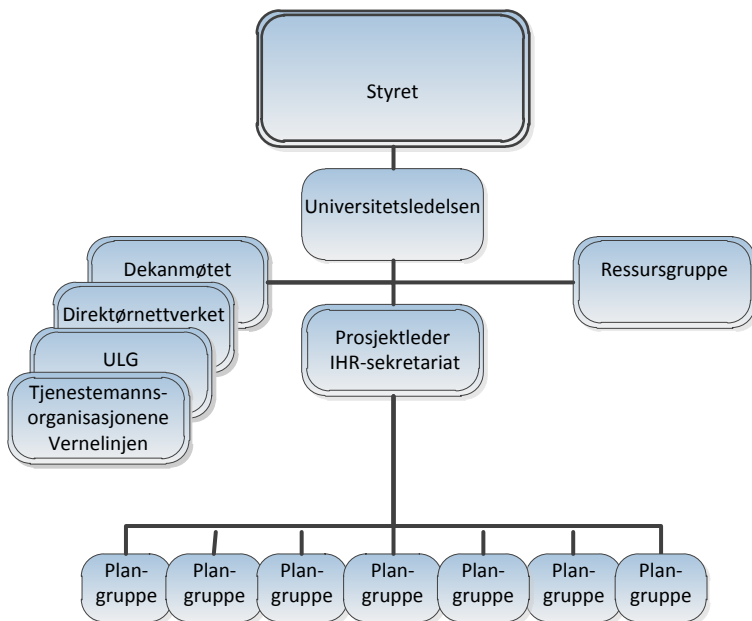 Styret
Universitetsledelsen
Dekanmøtet
Ressursgruppe
Direktørnettverket
Prosjektleder
IHR-sekretariat
ULG
Tjenestemanns-
organisasjonene
Vernelinjen
Plan-
gruppe
Plan-
gruppe
Plan-
gruppe
Plan-
gruppe
Plan-
gruppe
Plan-
gruppe
Plan-
gruppe